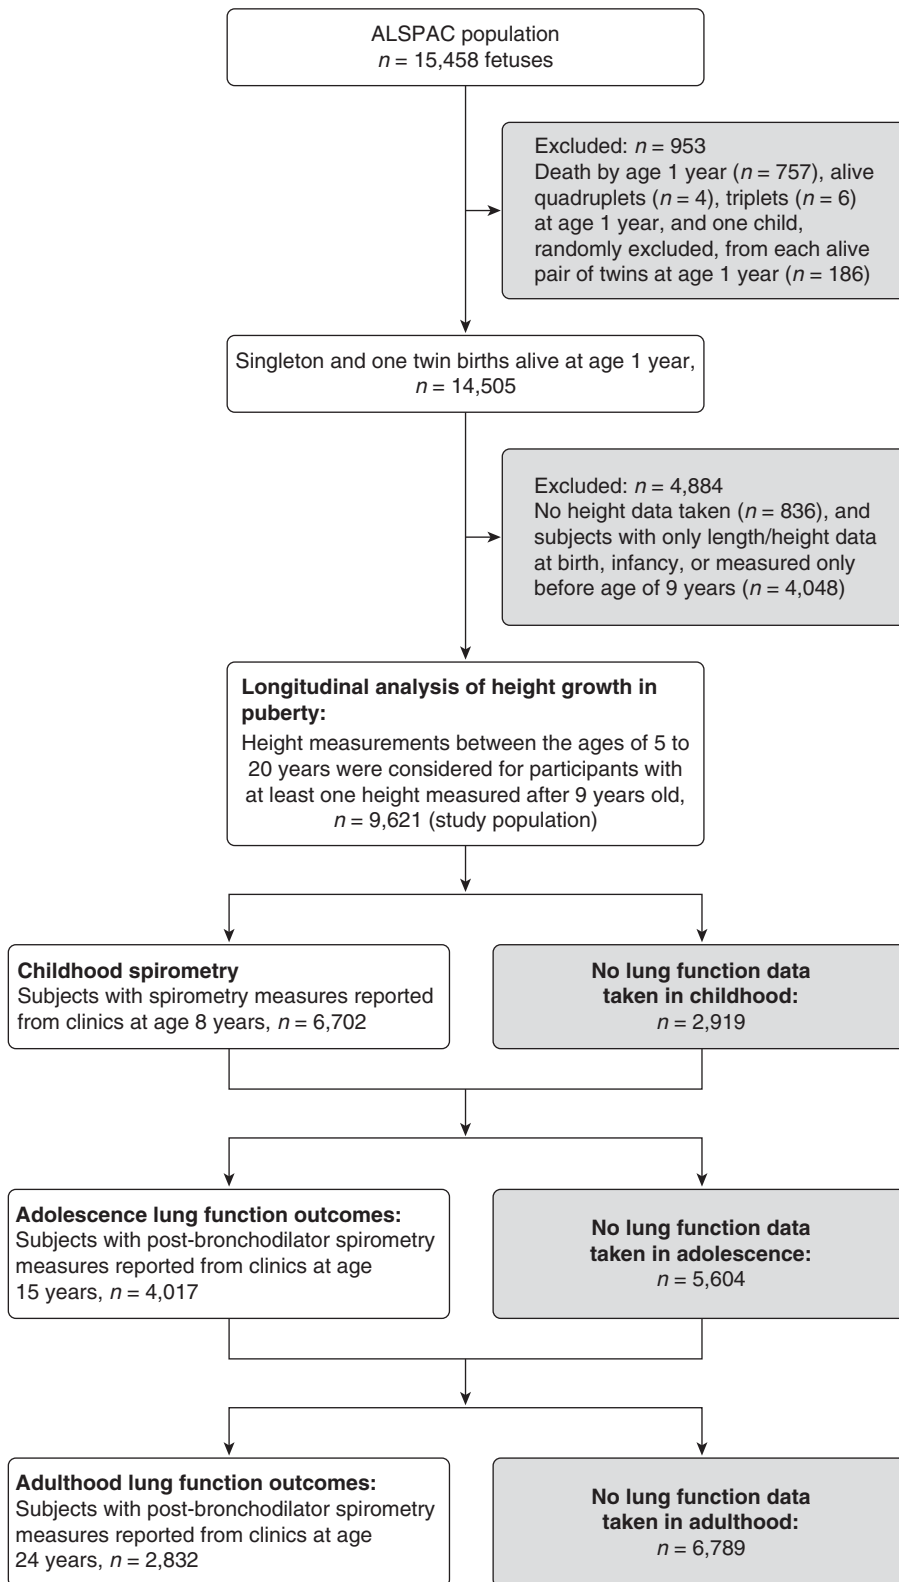 ALSPAC population
n = 15,458 fetuses
Excluded: n = 953
Death by age 1 year (n = 757), alive
quadruplets (n = 4), triplets (n = 6)
at age 1 year, and one child,
randomly excluded, from each alive
pair of twins at age 1 year (n = 186)
Singleton and one twin births alive at age 1 year,
n = 14,505
Excluded: n = 4,884
No height data taken (n = 836), and
subjects with only length/height data
at birth, infancy, or measured only
before age of 9 years (n = 4,048)
Longitudinal analysis of height growth in
puberty:
Height measurements between the ages of 5 to
20 years were considered for participants with
at least one height measured after 9 years old,
n = 9,621 (study population)
Childhood spirometry
Subjects with spirometry measures reported
from clinics at age 8 years, n = 6,702
No lung function data
taken in childhood:
n = 2,919
Adolescence lung function outcomes:
Subjects with post-bronchodilator spirometry
measures reported from clinics at age
15 years, n = 4,017
No lung function data
taken in adolescence:
n = 5,604
Adulthood lung function outcomes:
Subjects with post-bronchodilator spirometry
measures reported from clinics at age
24 years, n = 2,832
No lung function data
taken in adulthood:
n = 6,789